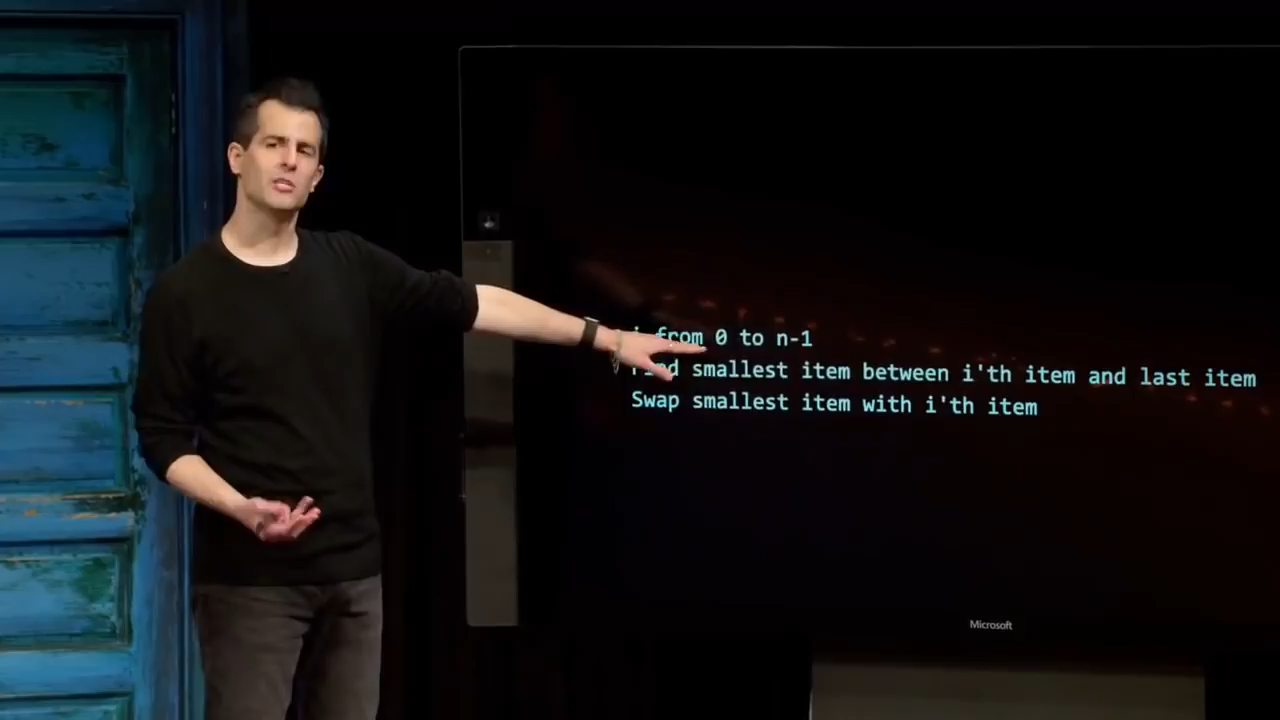 i from 0 to n-1
Find smallest item between i'th item and last item
Swap smallest item with i'th item
Microsoft